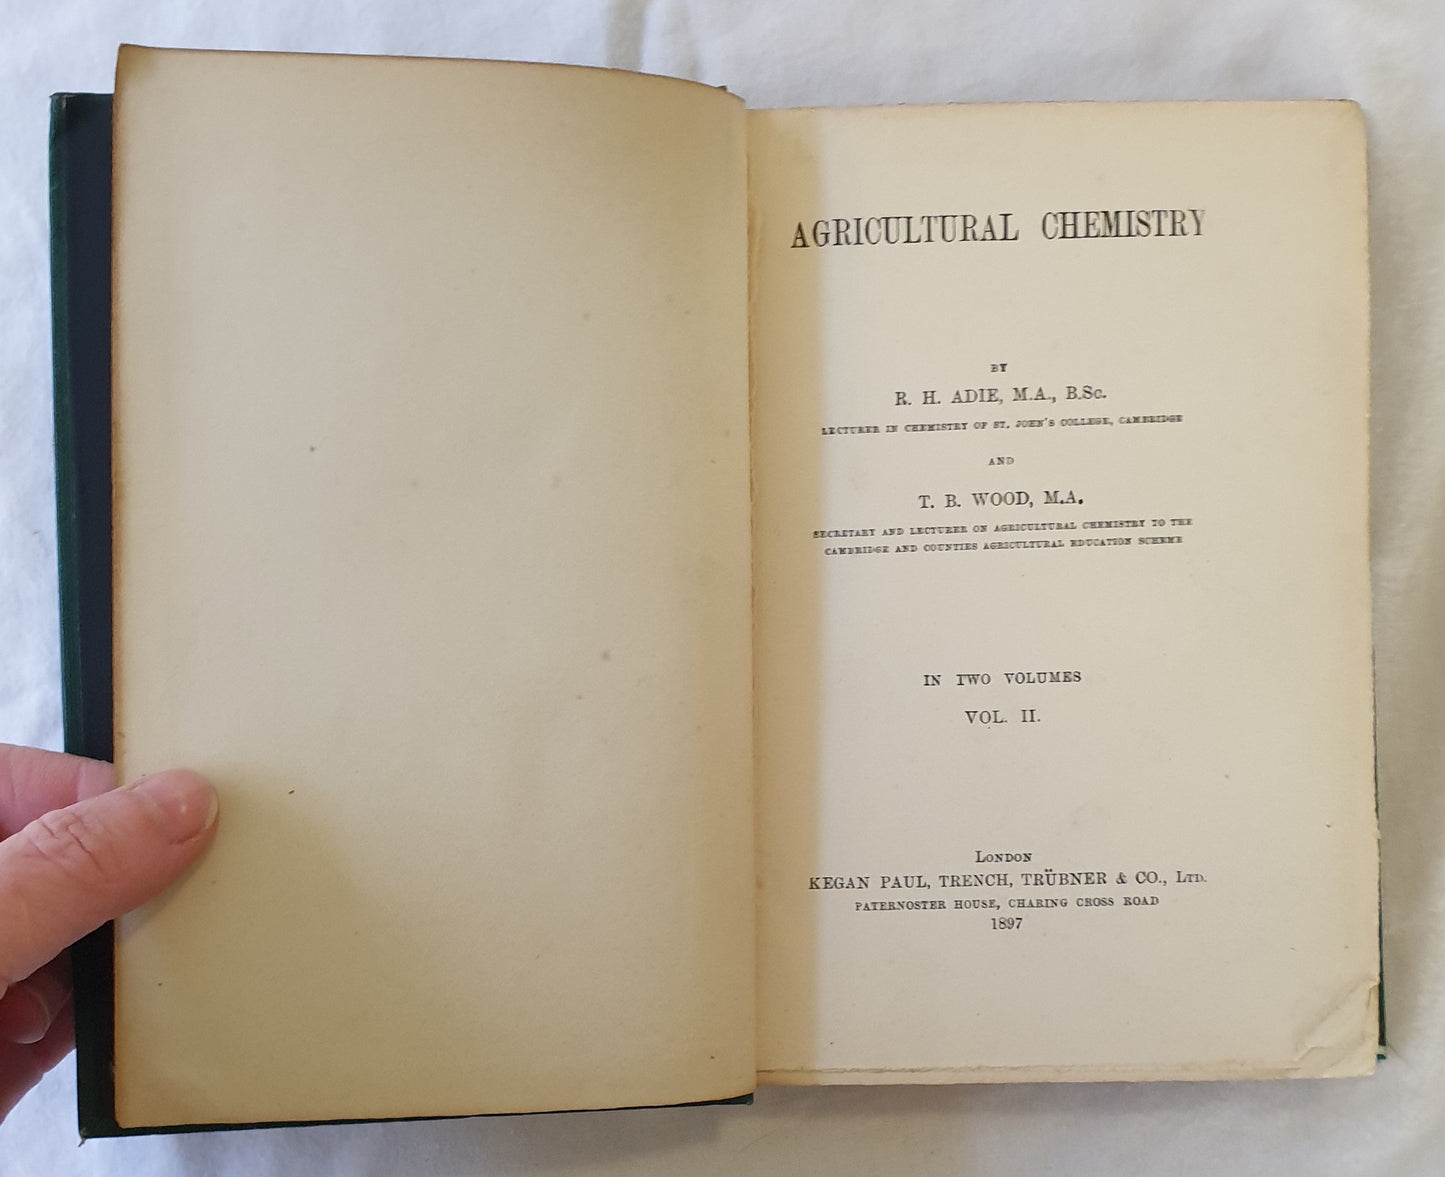 AGRICULTURAL CHEMISTRY
BY
R. H. ADIE, M.A., B.Sc.
LECTURER IN CHEMISTRY OF ST. JOHN'S COLLEGE, CAMBRIDGE
AND
T. B. WOOD, M.A.
SECRETARY AND LECTURER ON AGRICULTURAL CHEMISTRY TO THE
CAMBRIDGE AND COUNTIES AGRICULTURAL EDUCATION SCHEME
IN TWO VOLUMES
VOL. II.
London
KEGAN PAUL, TRENCH, TRÜBNER & CO., Ltd.
PATERNOSTER HOUSE, CHARING CROSS ROAD
1897